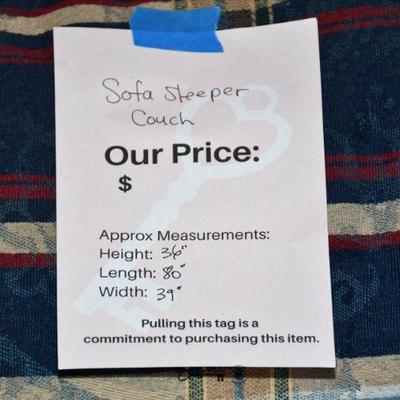 Sofa Sleeper
Couch
Our Price:
$
Approx Measurements:
Height: 36"
Length: 80"
Width: 39"
Pulling this tag is a
commitment to purchasing this item.